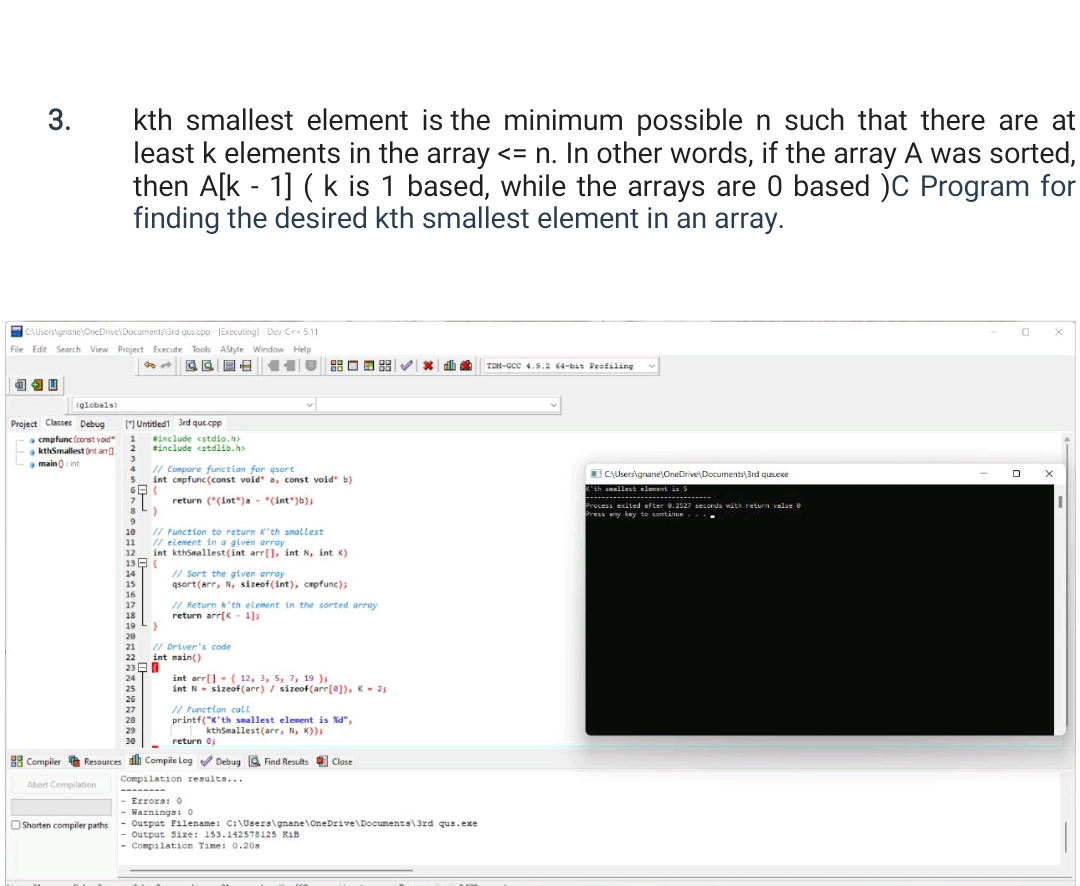 3. kth smallest element is the minimum possible n such that there are at
least k elements in the array <= n. In other words, if the array A was sorted,
then A[k - 1] ( k is 1 based, while the arrays are 0 based )C Program for
finding the desired kth smallest element in an array.
C:\Users\gnane\OneDrive\Documents\3rd qus.cpp - [Executing] - Dev-C++ 5.11
File Edit Search View Project Execute Tools AStyle Window Help
TDM-GCC 4.9.2 64-bit Profiling
(globals)
Project Classes Debug
[*] Untitled1 3rd qus.cpp
cmpfunc (const void*
kthSmallest (int arr[]
main () : int
1 #include <stdio.h>
2 #include <stdlib.h>
3
4 // Compare function for qsort
5 int cmpfunc(const void* a, const void* b)
6 {
7 return (*(int*)a - *(int*)b);
8 }
9
10 // Function to return K'th smallest
11 // element in a given array
12 int kthSmallest(int arr[], int N, int K)
13 {
14 // Sort the given array
15 qsort(arr, N, sizeof(int), cmpfunc);
16
17 // Return k'th element in the sorted array
18 return arr[K - 1];
19 }
20
21 // Driver's code
22 int main()
23 {
24 int arr[] = { 12, 3, 5, 7, 19 };
25 int N = sizeof(arr) / sizeof(arr[0]), K = 2;
26
27 // Function call
28 printf("K'th smallest element is %d",
29 kthSmallest(arr, N, K));
30 return 0;
C:\Users\gnane\OneDrive\Documents\3rd qus.exe
K'th smallest element is 5
--------------------------------
Process exited after 0.2527 seconds with return value 0
Press any key to continue . . .
Compiler Resources Compile Log Debug Find Results Close
Abort Compilation
Shorten compiler paths
Compilation results...
--------
- Errors: 0
- Warnings: 0
- Output Filename: C:\Users\gnane\OneDrive\Documents\3rd qus.exe
- Output Size: 153.142578125 KiB
- Compilation Time: 0.20s